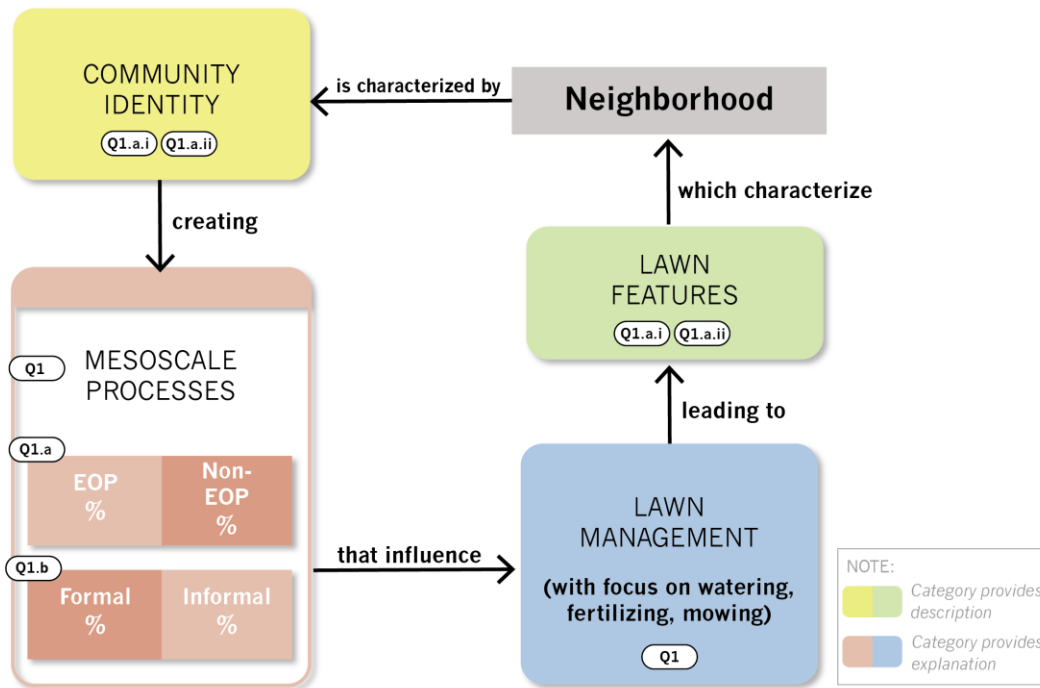 COMMUNITY
IDENTITY
Q1.a.i Q1.a.ii
is characterized by
Neighborhood
creating
which characterize
LAWN
FEATURES
Q1.a.i Q1.a.ii
leading to
Q1
MESOSCALE
PROCESSES
Q1.a
EOP
%
Non-
EOP
%
Q1.b
Formal
%
Informal
%
that influence
LAWN
MANAGEMENT
(with focus on watering,
fertilizing, mowing)
Q1
NOTE:
Category provides
description
Category provides
explanation